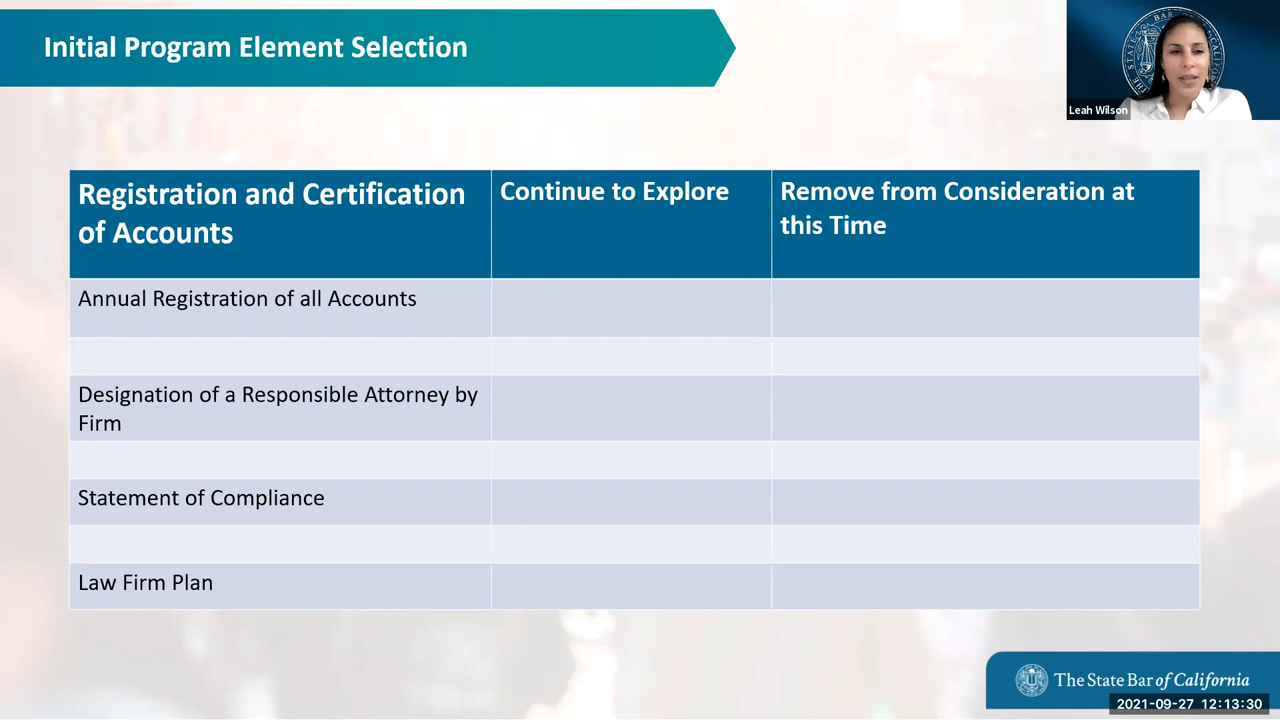 Initial Program Element Selection
Leah Wilson
Registration and Certification
of Accounts
Continue to Explore
Remove from Consideration at
this Time
Annual Registration of all Accounts
Designation of a Responsible Attorney by
Firm
Statement of Compliance
Law Firm Plan
The State Bar of California
2021-09-27 12:13:30